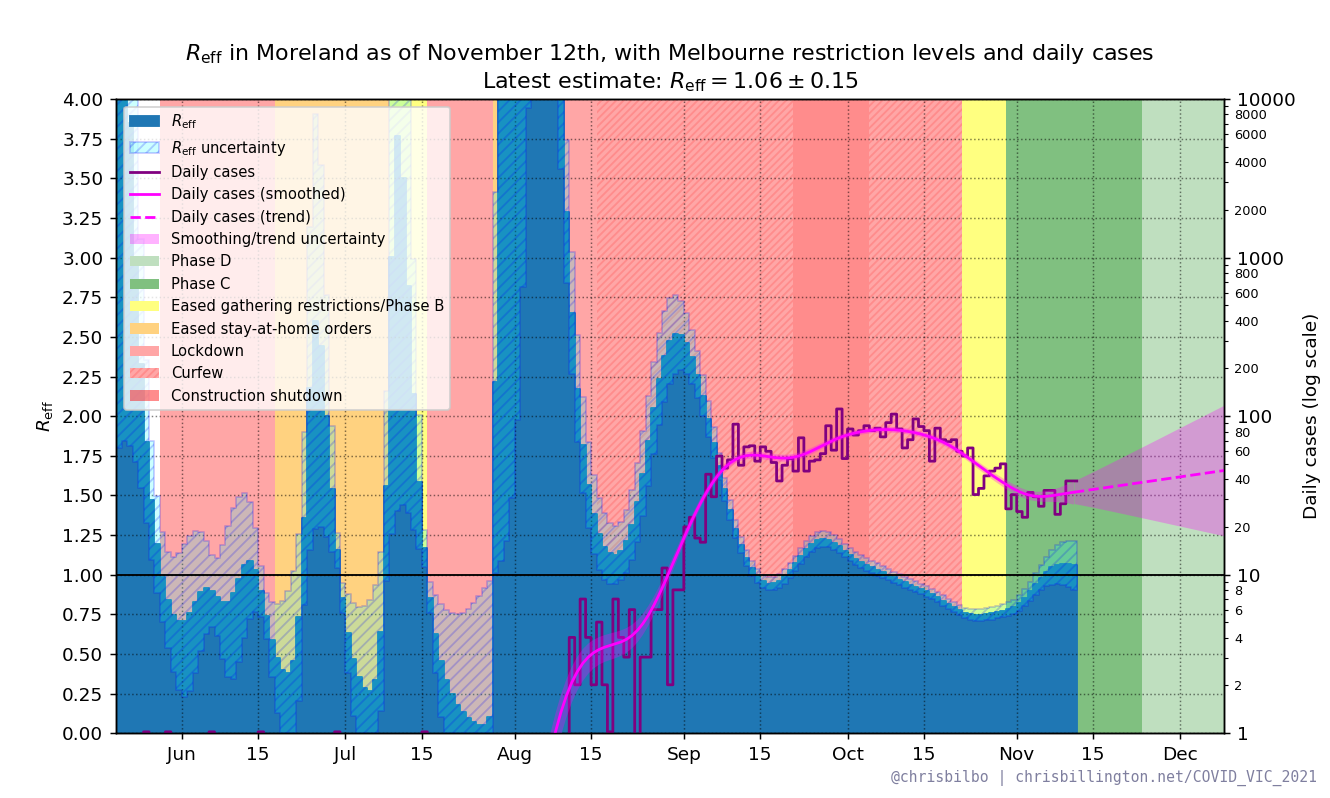 R_eff in Moreland as of November 12th, with Melbourne restriction levels and daily cases
Latest estimate: R_eff = 1.06 ± 0.15
R_eff
R_eff uncertainty
Daily cases
Daily cases (smoothed)
Daily cases (trend)
Smoothing/trend uncertainty
Phase D
Phase C
Eased gathering restrictions/Phase B
Eased stay-at-home orders
Lockdown
Curfew
Construction shutdown
4.00
3.75
3.50
3.25
3.00
2.75
2.50
2.25
2.00
1.75
1.50
1.25
1.00
0.75
0.50
0.25
0.00
R_eff
10000
8000
6000
4000
2000
1000
800
600
400
200
100
80
60
40
20
10
8
6
4
2
1
Daily cases (log scale)
Jun 15 Jul 15 Aug 15 Sep 15 Oct 15 Nov 15 Dec
@chrisbilbo | chrisbillington.net/COVID_VIC_2021